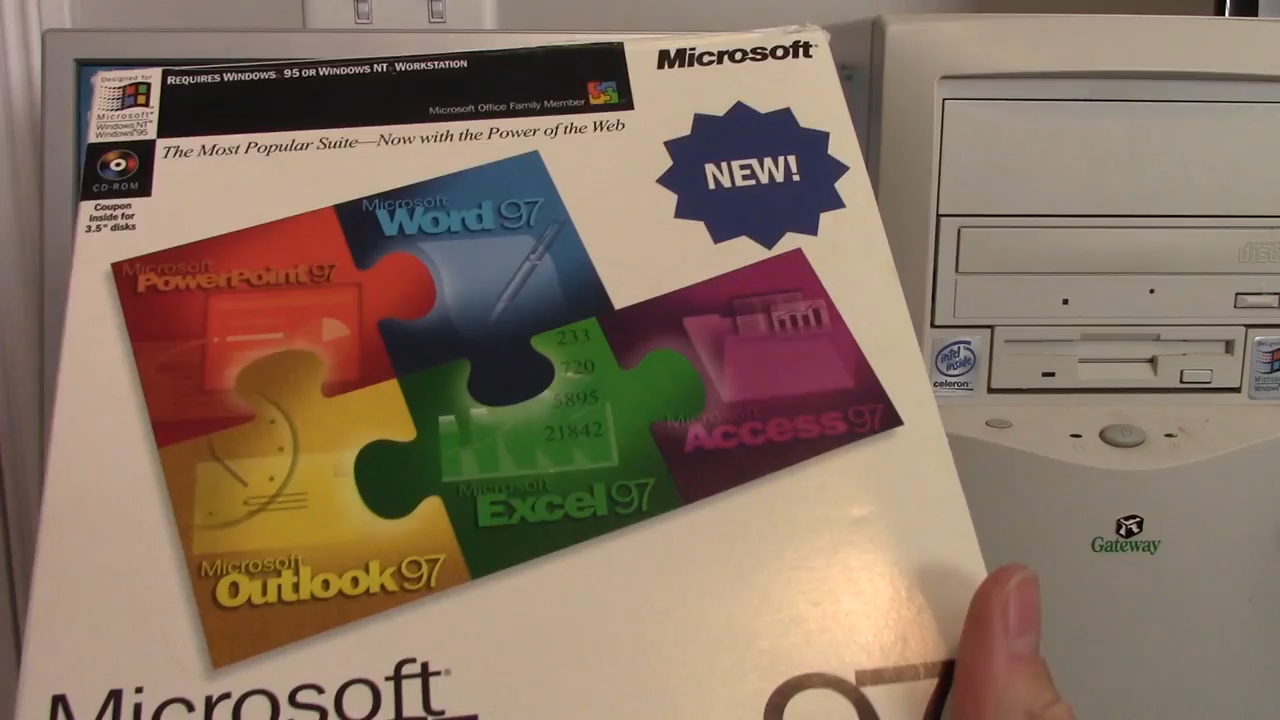 Designed for
Microsoft
Windows NT
Windows 95
REQUIRES WINDOWS 95 OR WINDOWS NT WORKSTATION
Microsoft Office Family Member
Microsoft
CD-ROM
Coupon
Inside for
3.5" disks
The Most Popular Suite—Now with the Power of the Web
NEW!
Microsoft
Word 97
Microsoft
PowerPoint 97
233
720
5895
21842
Microsoft
Access 97
Microsoft
Excel 97
Microsoft
Outlook 97
Microsoft
97
disc
intel
inside
celeron
Gateway